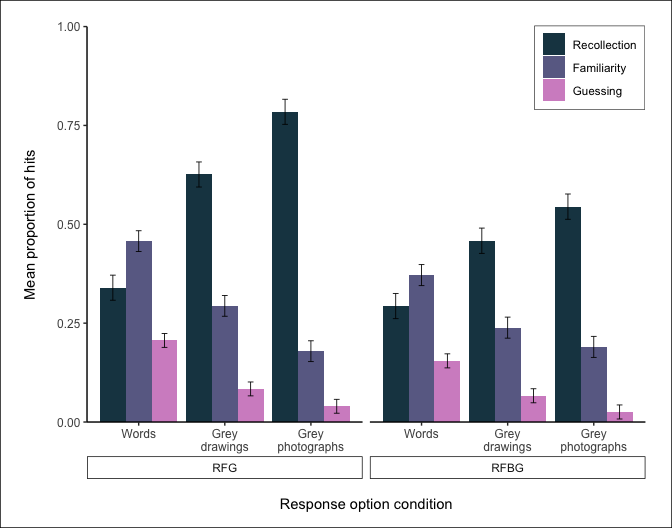 1.00
0.75
0.50
0.25
0.00
Mean proportion of hits
Recollection
Familiarity
Guessing
Words
Grey
drawings
Grey
photographs
Words
Grey
drawings
Grey
photographs
RFG
RFBG
Response option condition